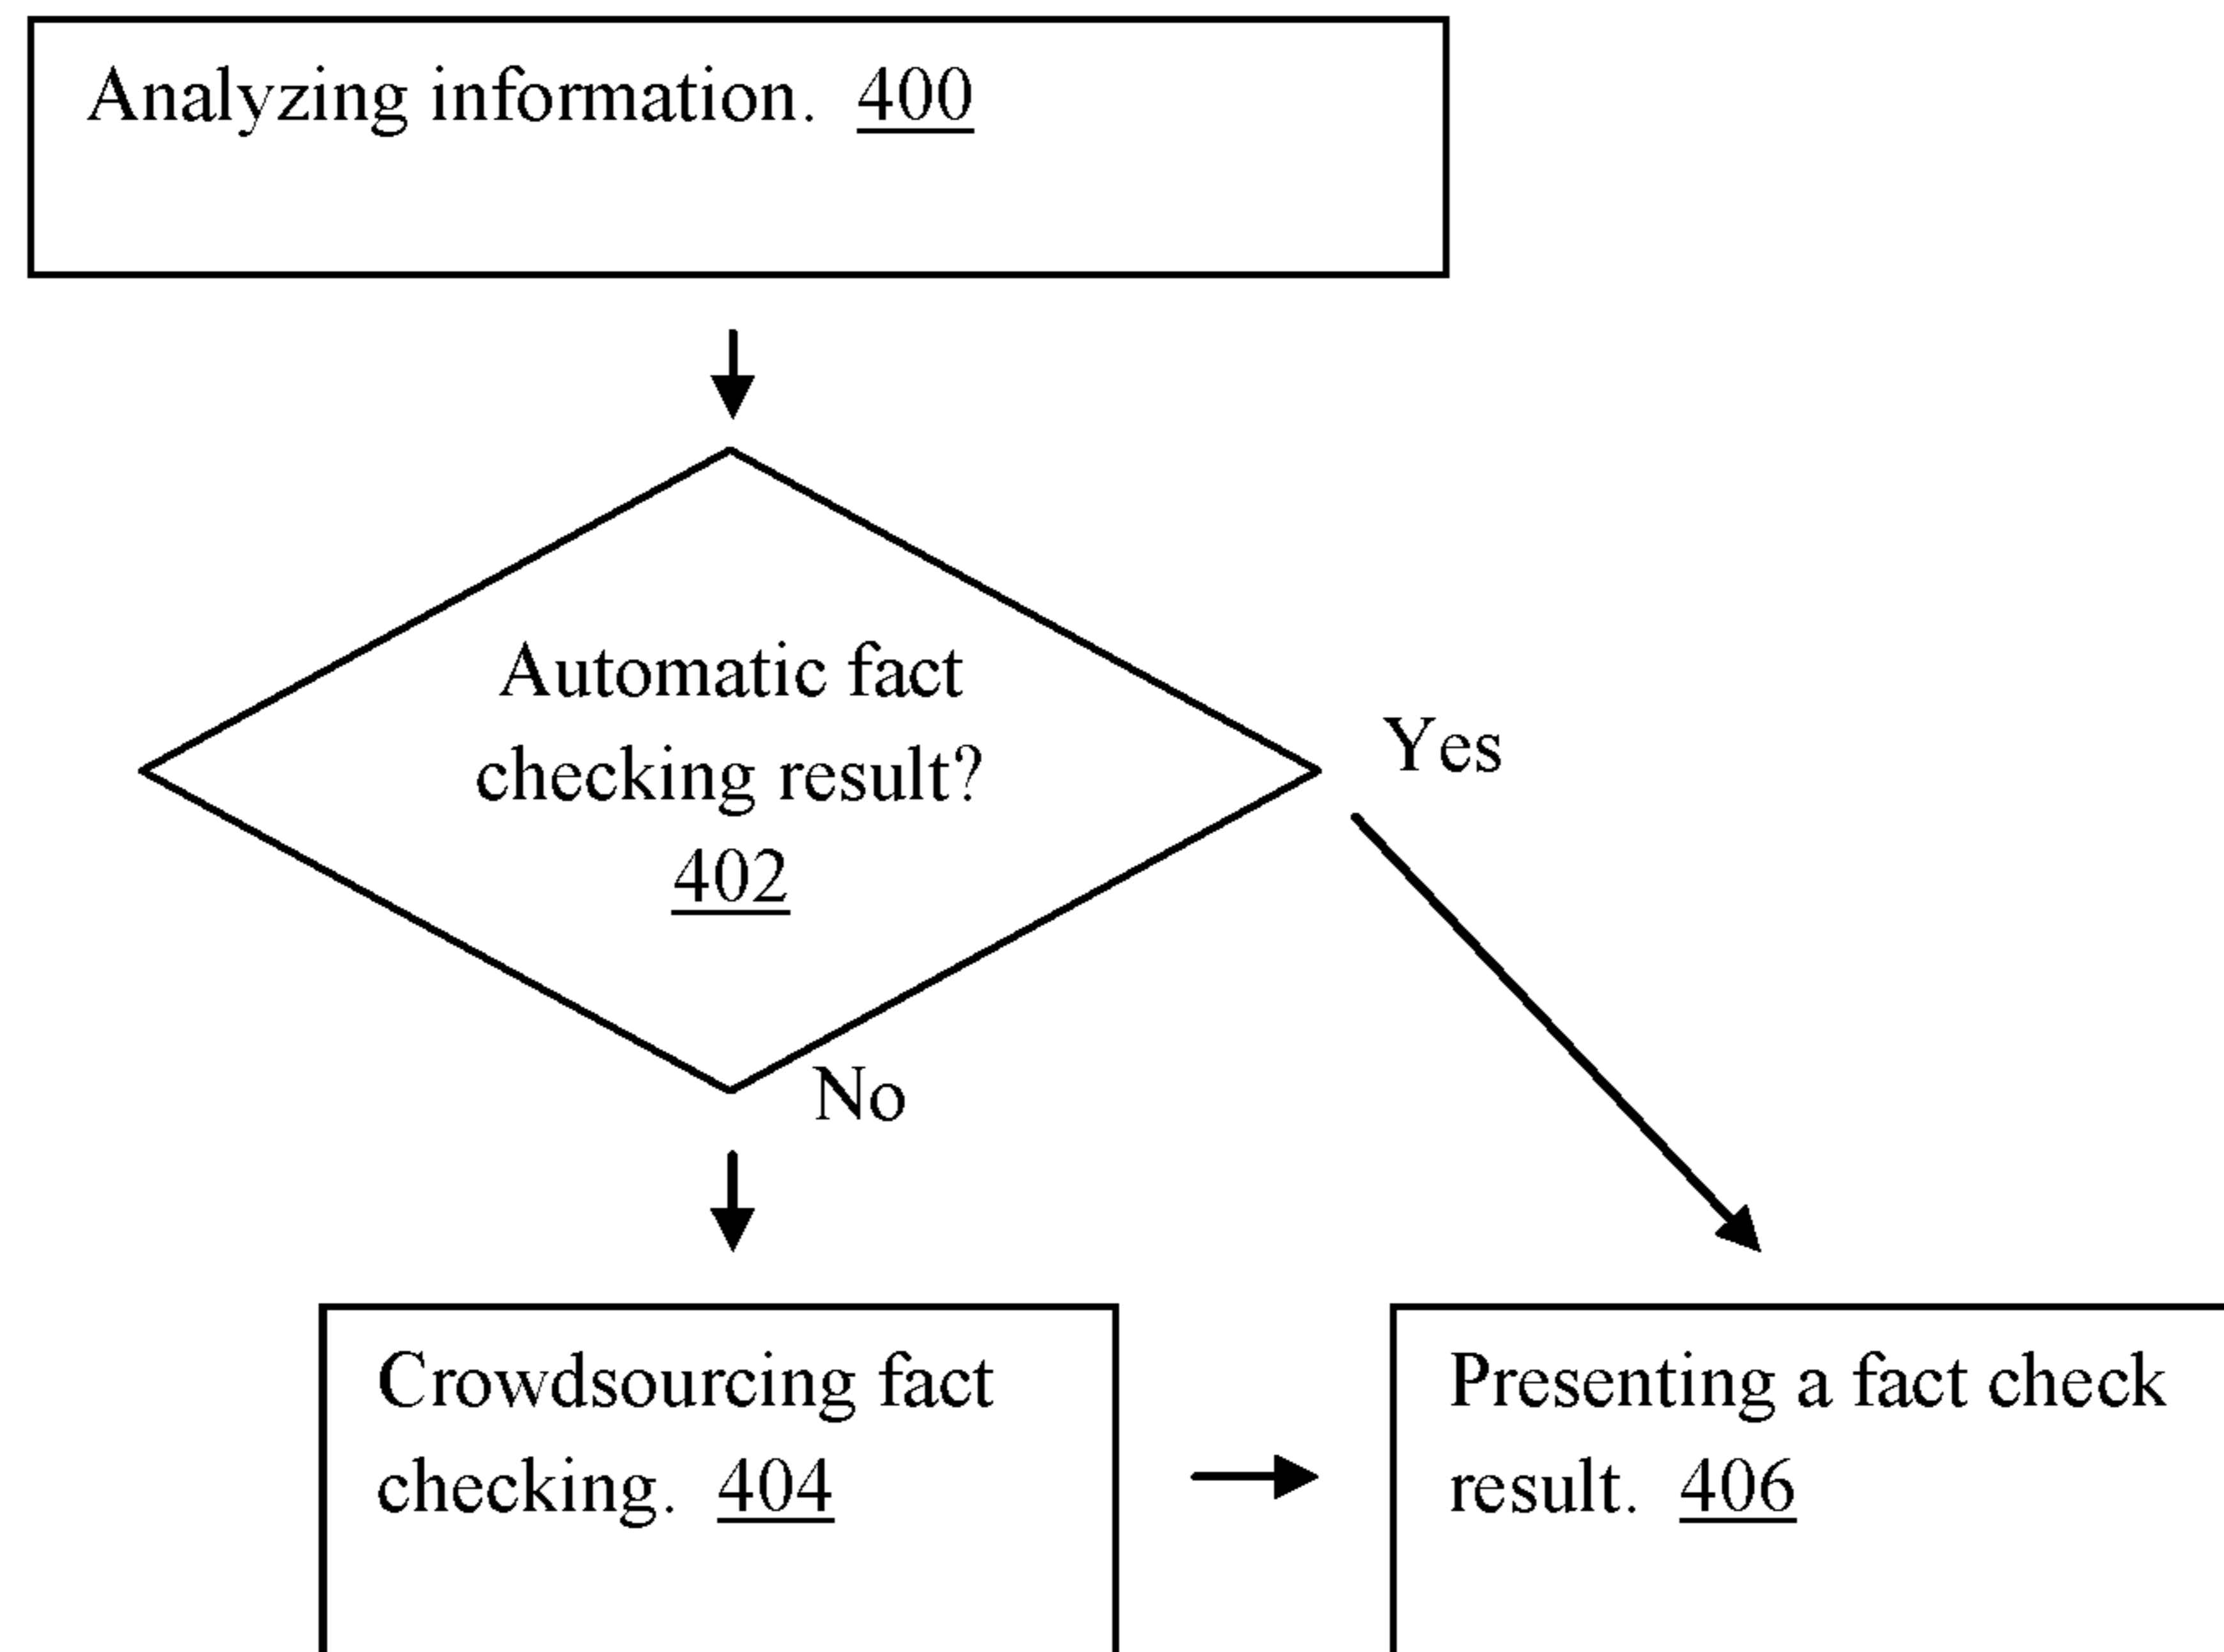 Analyzing information. 400
Automatic fact
checking result?
402
Yes
No
Crowdsourcing fact
checking. 404
Presenting a fact check
result. 406